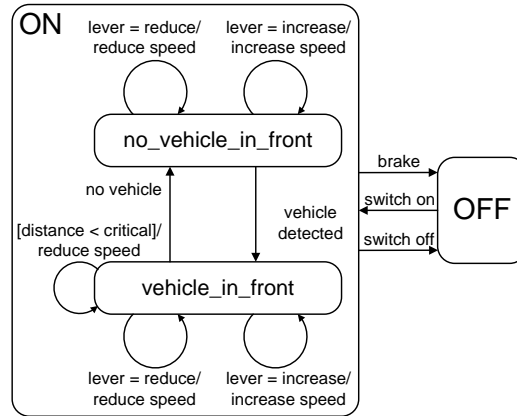 ON
lever = reduce/
reduce speed
lever = increase/
increase speed
no_vehicle_in_front
no vehicle
vehicle
detected
brake
switch on
switch off
OFF
[distance < critical]/
reduce speed
vehicle_in_front
lever = reduce/
reduce speed
lever = increase/
increase speed